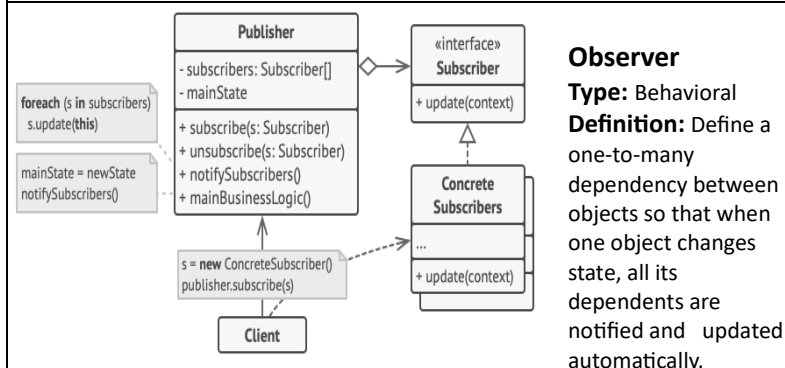 Publisher
- subscribers: Subscriber[]
- mainState
+ subscribe(s: Subscriber)
+ unsubscribe(s: Subscriber)
+ notifySubscribers()
+ mainBusinessLogic()
foreach (s in subscribers)
s.update(this)
mainState = newState
notifySubscribers()
«interface»
Subscriber
+ update(context)
Concrete
Subscribers
...
+ update(context)
s = new ConcreteSubscriber()
publisher.subscribe(s)
Client
Observer
Type: Behavioral
Definition: Define a
one-to-many
dependency between
objects so that when
one object changes
state, all its
dependents are
notified and updated
automatically.